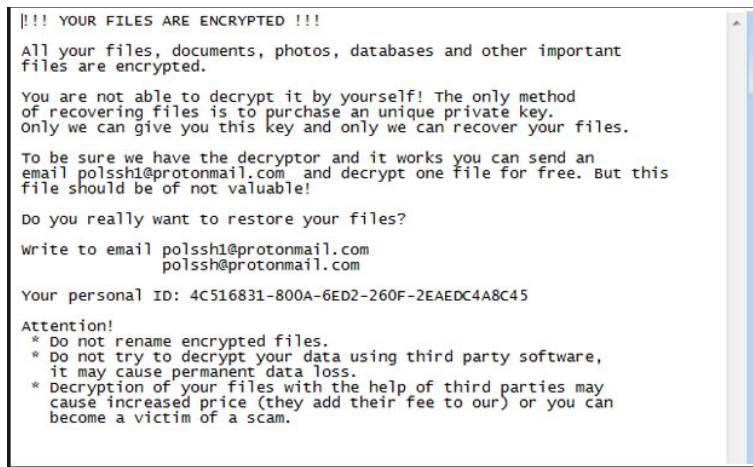 !!! YOUR FILES ARE ENCRYPTED !!!
All your files, documents, photos, databases and other important
files are encrypted.
You are not able to decrypt it by yourself! The only method
of recovering files is to purchase an unique private key.
Only we can give you this key and only we can recover your files.
To be sure we have the decryptor and it works you can send an
email polssh1@protonmail.com and decrypt one file for free. But this
file should be of not valuable!
Do you really want to restore your files?
Write to email polssh1@protonmail.com
polssh@protonmail.com
Your personal ID: 4C516831-800A-6ED2-260F-2EAEDC4A8C45
Attention!
* Do not rename encrypted files.
* Do not try to decrypt your data using third party software,
it may cause permanent data loss.
* Decryption of your files with the help of third parties may
cause increased price (they add their fee to our) or you can
become a victim of a scam.